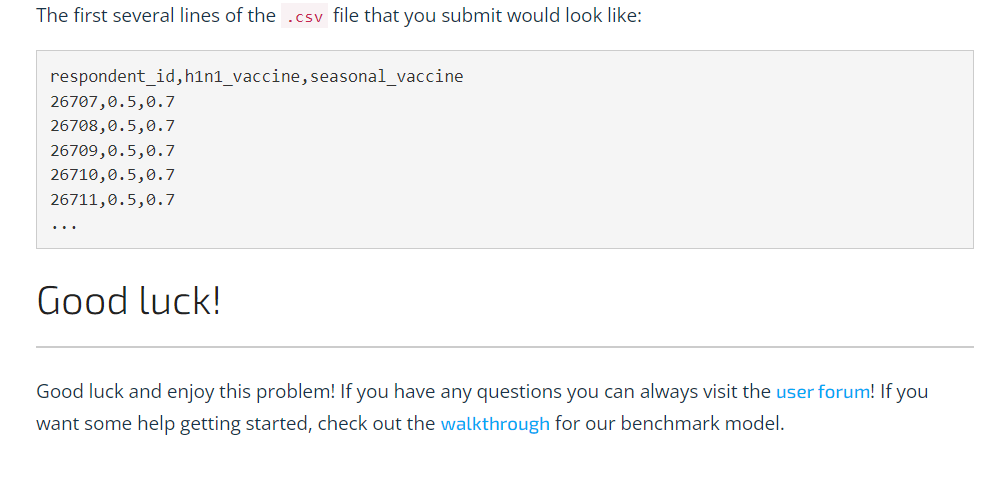 The first several lines of the .csv file that you submit would look like:
respondent_id,h1n1_vaccine,seasonal_vaccine
26707,0.5,0.7
26708,0.5,0.7
26709,0.5,0.7
26710,0.5,0.7
26711,0.5,0.7
...
Good luck!
Good luck and enjoy this problem! If you have any questions you can always visit the user forum! If you
want some help getting started, check out the walkthrough for our benchmark model.